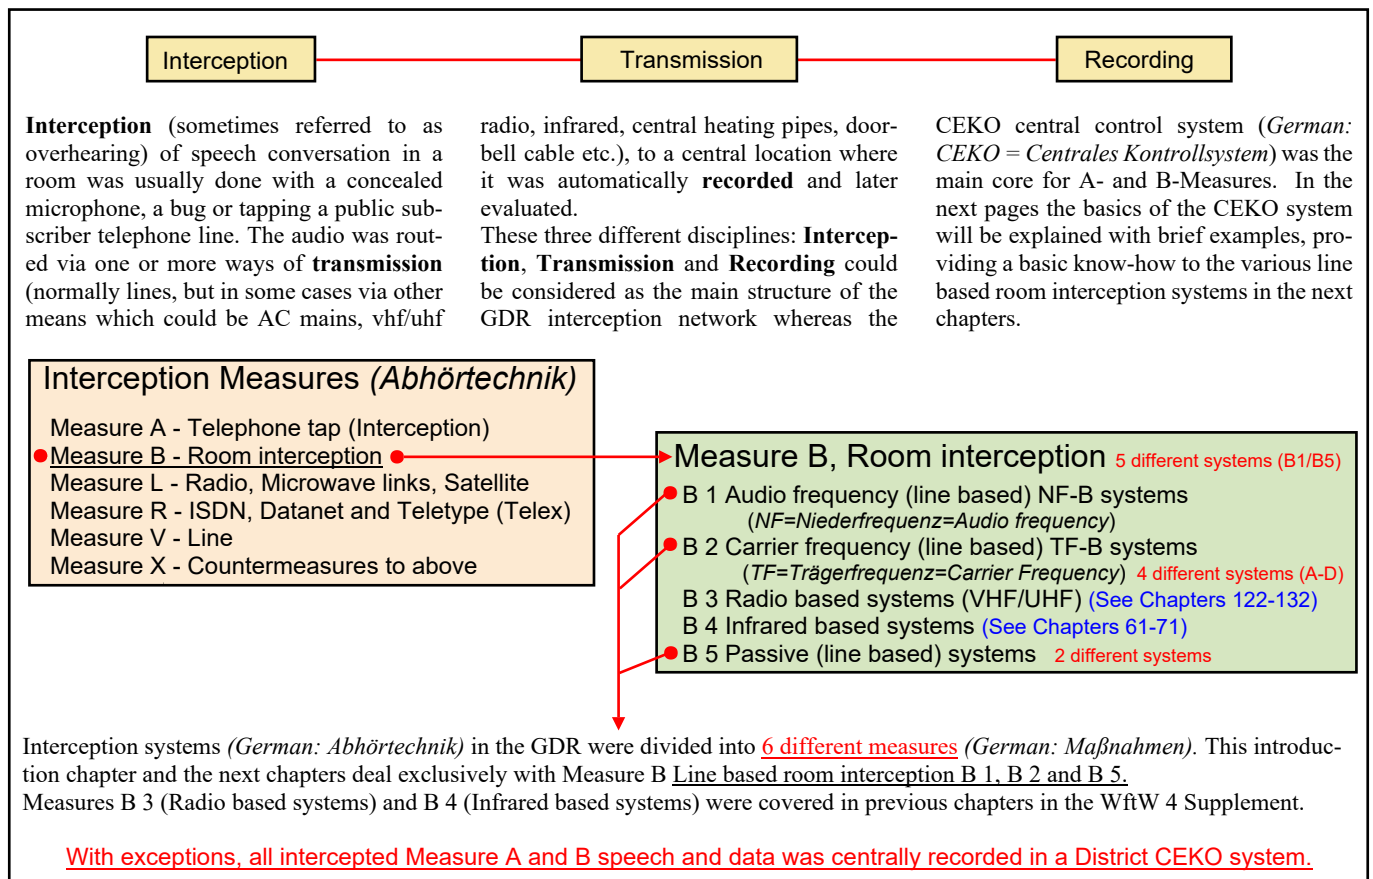 Interception
Transmission
Recording
Interception (sometimes referred to as
overhearing) of speech conversation in a
room was usually done with a concealed
microphone, a bug or tapping a public sub-
scriber telephone line. The audio was rout-
ed via one or more ways of transmission
(normally lines, but in some cases via other
means which could be AC mains, vhf/uhf
radio, infrared, central heating pipes, door-
bell cable etc.), to a central location where
it was automatically recorded and later
evaluated.
These three different disciplines: Intercep-
tion, Transmission and Recording could
be considered as the main structure of the
GDR interception network whereas the
CEKO central control system (German:
CEKO = Centrales Kontrollsystem) was the
main core for A- and B-Measures. In the
next pages the basics of the CEKO system
will be explained with brief examples, pro-
viding a basic know-how to the various line
based room interception systems in the next
chapters.
Interception Measures (Abhörtechnik)
Measure A - Telephone tap (Interception)
Measure B - Room interception
Measure L - Radio, Microwave links, Satellite
Measure R - ISDN, Datanet and Teletype (Telex)
Measure V - Line
Measure X - Countermeasures to above
Measure B, Room interception 5 different systems (B1/B5)
B 1 Audio frequency (line based) NF-B systems
(NF=Niederfrequenz=Audio frequency)
B 2 Carrier frequency (line based) TF-B systems
(TF=Trägerfrequenz=Carrier Frequency) 4 different systems (A-D)
B 3 Radio based systems (VHF/UHF) (See Chapters 122-132)
B 4 Infrared based systems (See Chapters 61-71)
B 5 Passive (line based) systems 2 different systems
Interception systems (German: Abhörtechnik) in the GDR were divided into 6 different measures (German: Maßnahmen). This introduc-
tion chapter and the next chapters deal exclusively with Measure B Line based room interception B 1, B 2 and B 5.
Measures B 3 (Radio based systems) and B 4 (Infrared based systems) were covered in previous chapters in the WftW 4 Supplement.
With exceptions, all intercepted Measure A and B speech and data was centrally recorded in a District CEKO system.